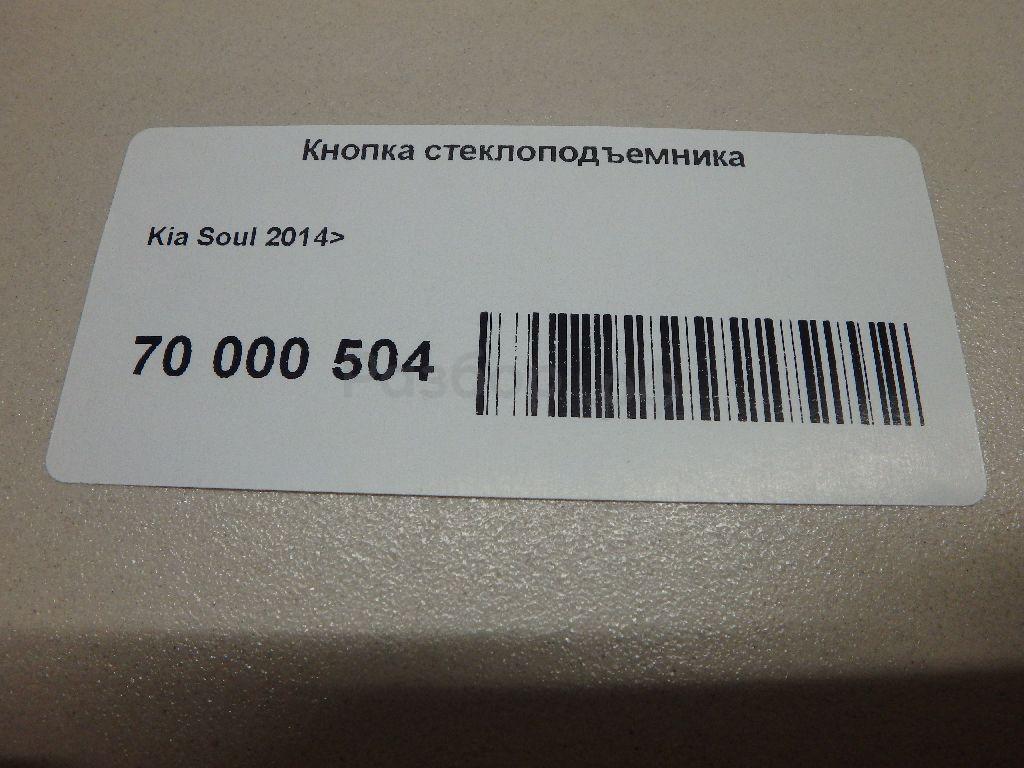 Кнопка стеклоподъемника
Kia Soul 2014>
70 000 504